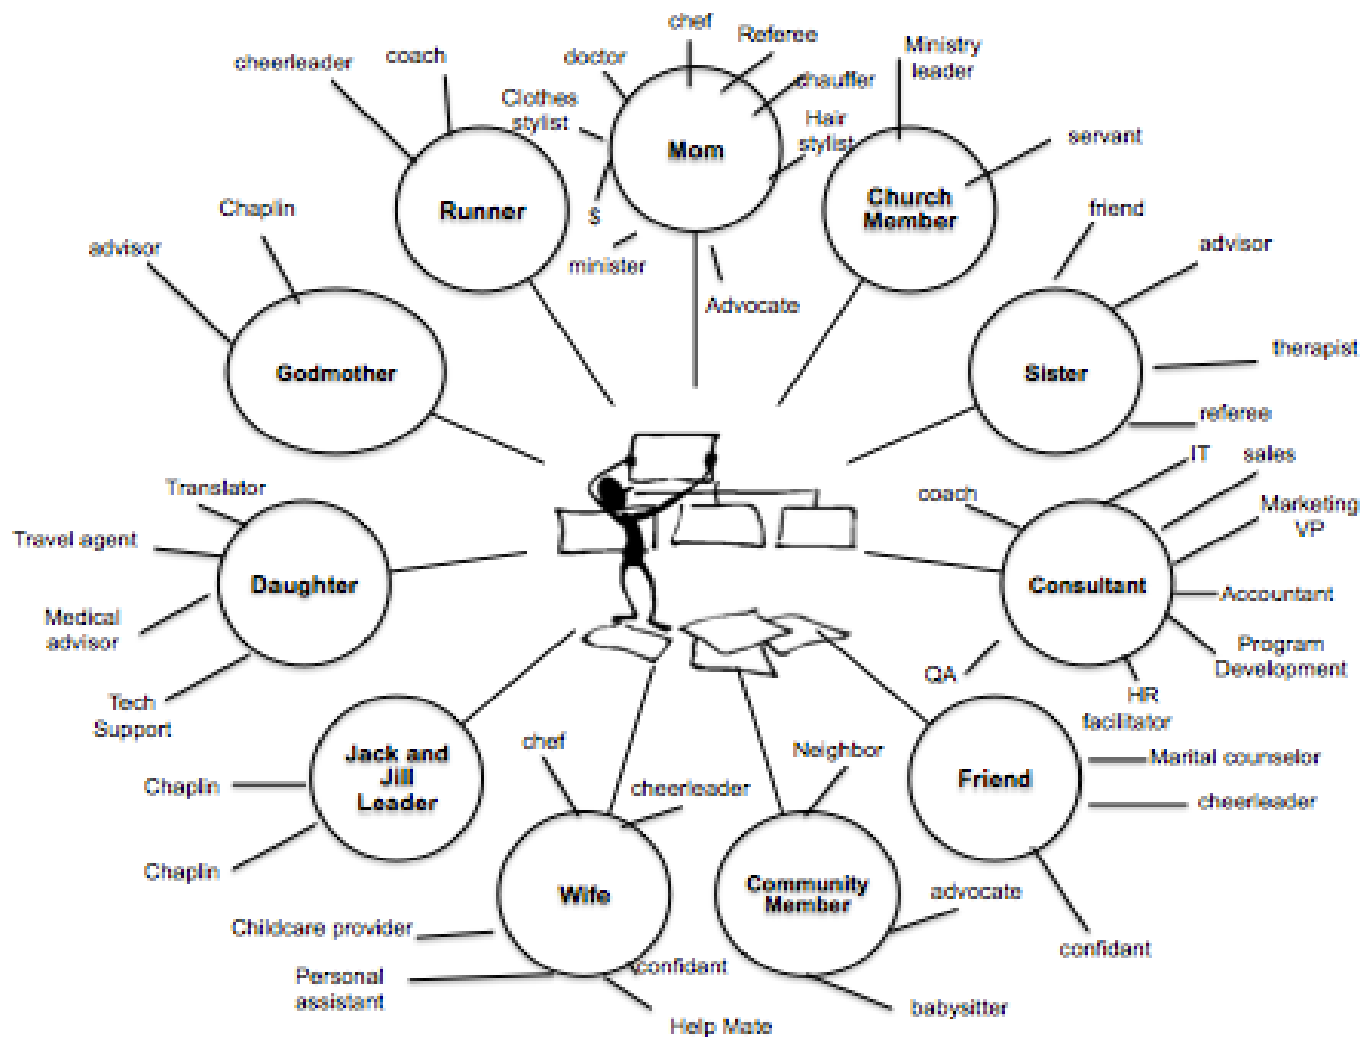 chef
Referee
doctor
chauffer
Clothes
stylist
Hair
stylist
Mom
$
minister
Advocate
cheerleader
coach
Runner
Ministry
leader
servant
Church
Member
Chaplin
advisor
Godmother
friend
advisor
therapist
referee
Sister
Translator
Travel agent
Medical
advisor
Tech
Support
Daughter
coach
IT
sales
Marketing
VP
Accountant
Program
Development
HR
facilitator
QA
Consultant
Jack and
Jill
Leader
Chaplin
Chaplin
chef
cheerleader
Wife
Childcare provider
Personal
assistant
confidant
Help Mate
Neighbor
Community
Member
advocate
babysitter
Friend
Marital counselor
cheerleader
confidant